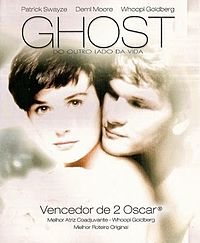 Patrick Swayze Demi Moore Whoopi Goldberg
GHOST
DO OUTRO LADO DA VIDA
Vencedor de 2 Oscar®
Melhor Atriz Coadjuvante - Whoopi Goldberg
Melhor Roteiro Original